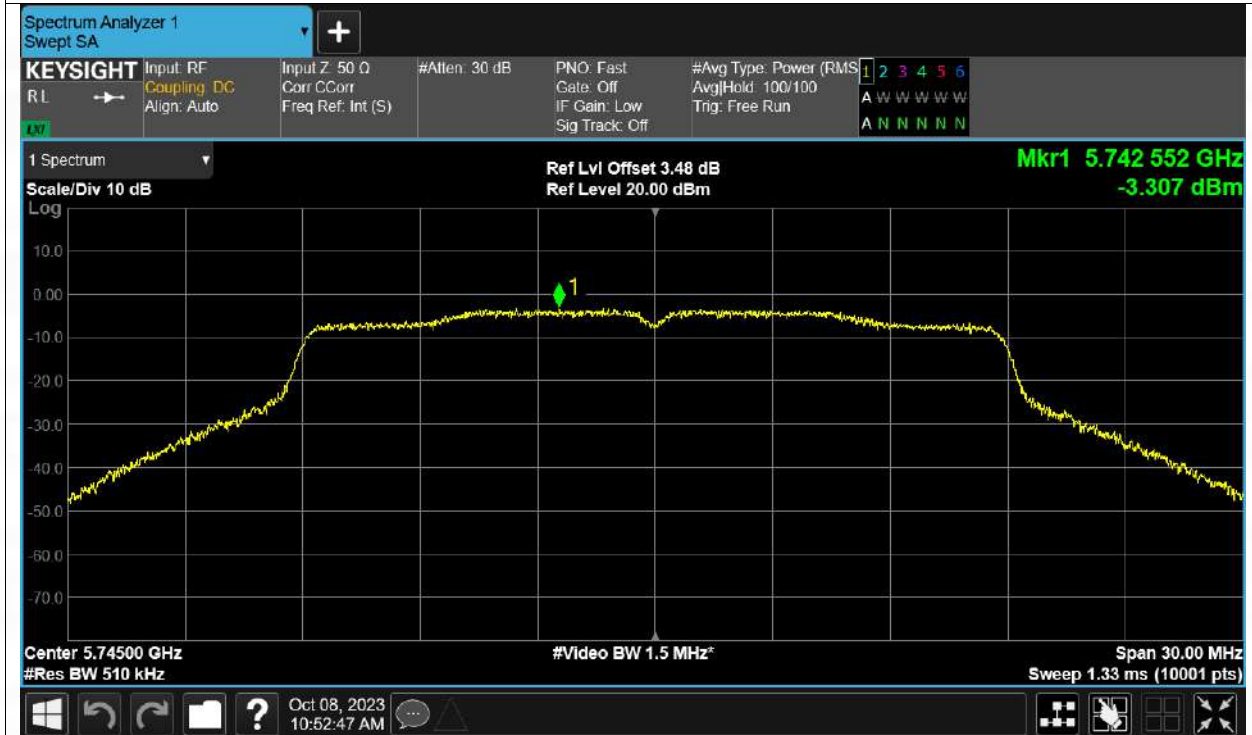 Spectrum Analyzer 1
Swept SA
KEYSIGHT
RL
LXI
Input: RF
Coupling: DC
Align: Auto
Input Z: 50 Ω
Corr CCorr
Freq Ref: Int (S)
#Atten: 30 dB
PNO: Fast
Gate: Off
IF Gain: Low
Sig Track: Off
#Avg Type: Power (RMS
Avg|Hold: 100/100
Trig: Free Run
1 2 3 4 5 6
A W W W W W
A N N N N N
1 Spectrum
Scale/Div 10 dB
Log
Ref Lvl Offset 3.48 dB
Ref Level 20.00 dBm
Mkr1 5.742 552 GHz
-3.307 dBm
10.0
0.00
-10.0
-20.0
-30.0
-40.0
-50.0
-60.0
-70.0
1
Center 5.74500 GHz
#Res BW 510 kHz
#Video BW 1.5 MHz*
Span 30.00 MHz
Sweep 1.33 ms (10001 pts)
?
Oct 08, 2023
10:52:47 AM